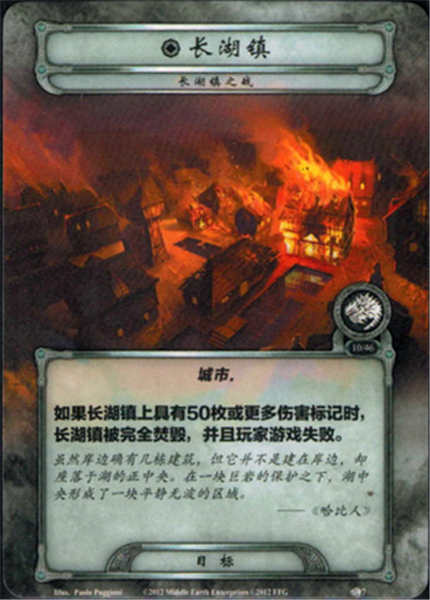 长湖镇
长湖镇之战
10/46
城市.
如果长湖镇上具有50枚或更多伤害标记时，
长湖镇被完全焚毁，并且玩家游戏失败。
虽然岸边确有几栋建筑，但它并不是建在岸边，却
座落于湖的正中央。在一块巨岩的保护之下，湖中
央形成了一块平静无波的区域。
——《哈比人》
目标
Illus. Paolo Puggioni ©2012 Middle Earth Enterprises ©2012 FFG